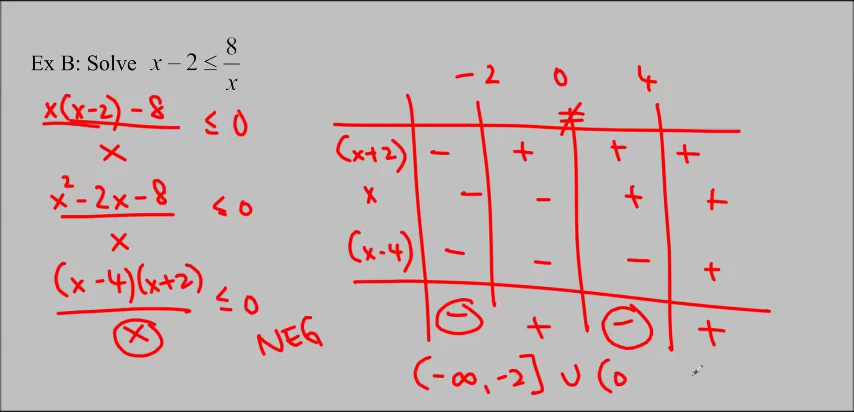 Ex B: Solve x − 2 ≤ 8/x
x(x-2) - 8 / x ≤ 0
x² - 2x - 8 / x ≤ 0
(x-4)(x+2) / x ≤ 0
NEG
-2 0 4
≠
(x+2) - + + +
x - - + +
(x-4) - - - +
- + - +
(-∞, -2] ∪ (0